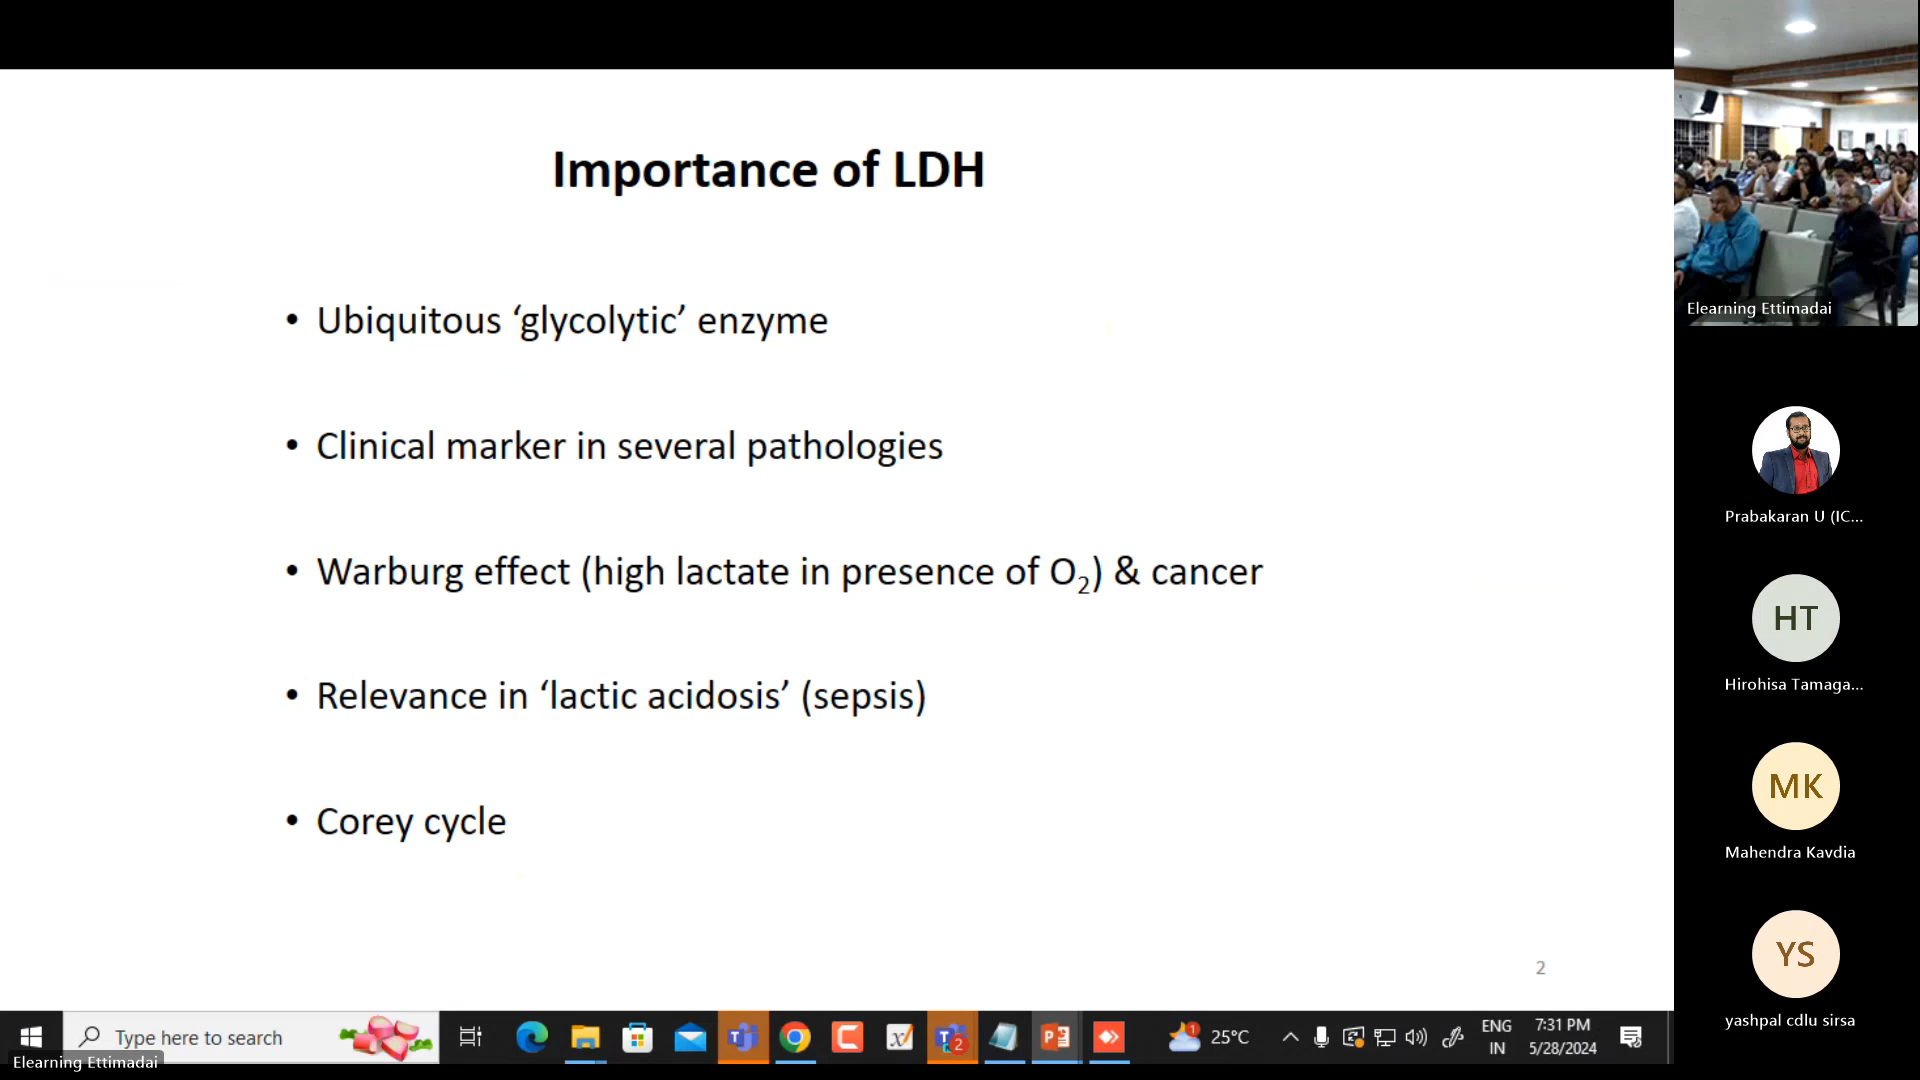 Importance of LDH
• Ubiquitous ‘glycolytic’ enzyme
• Clinical marker in several pathologies
• Warburg effect (high lactate in presence of O₂) & cancer
• Relevance in ‘lactic acidosis’ (sepsis)
• Corey cycle
2
Elearning Ettimadai
Prabakaran U (IC...
HT
Hirohisa Tamaga...
MK
Mahendra Kavdia
YS
yashpal cdlu sirsa
Type here to search
2
1
25°C
ENG
IN
7:31 PM
5/28/2024
Elearning Ettimadai